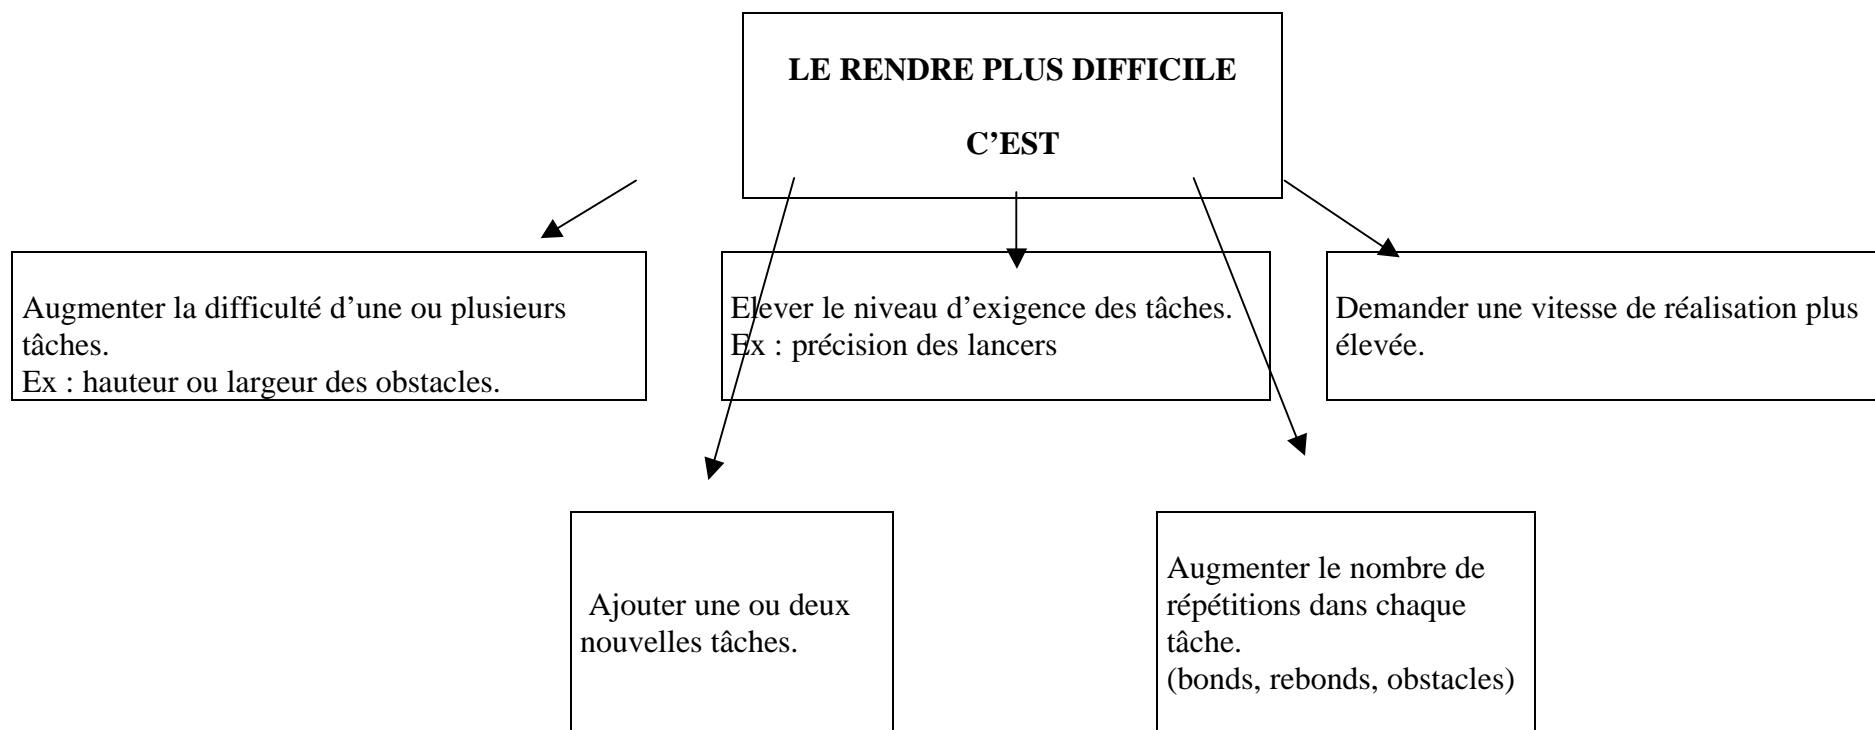 LE RENDRE PLUS DIFFICILE
C’EST
Augmenter la difficulté d’une ou plusieurs
tâches.
Ex : hauteur ou largeur des obstacles.
Elever le niveau d’exigence des tâches.
Ex : précision des lancers
Demander une vitesse de réalisation plus
élevée.
Ajouter une ou deux
nouvelles tâches.
Augmenter le nombre de
répétitions dans chaque
tâche.
(bonds, rebonds, obstacles)